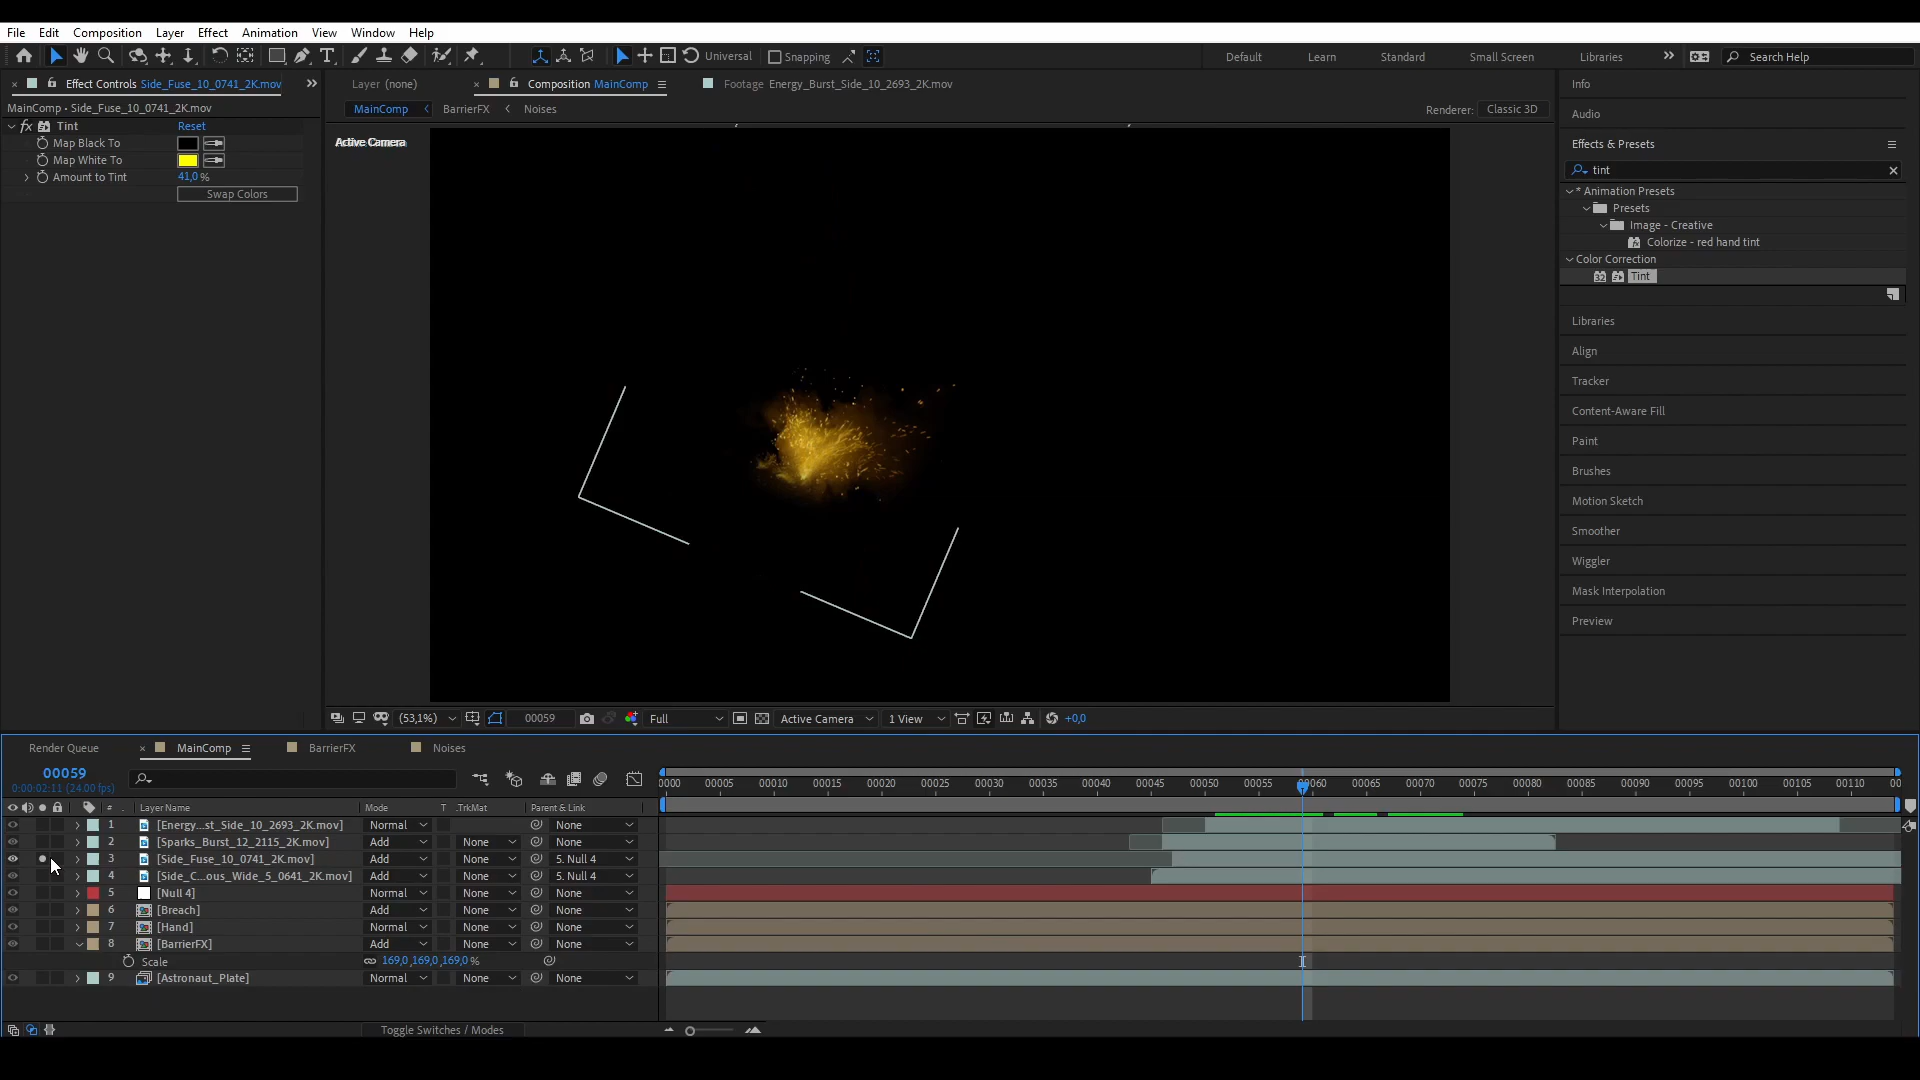 File Edit Composition Layer Effect Animation View Window Help
Universal Snapping Default Learn Standard Small Screen Libraries Search Help
Effect Controls Side_Fuse_10_0741_2K.mov
Layer (none)
Composition MainComp
Footage Energy_Burst_Side_10_2693_2K.mov
MainComp • Side_Fuse_10_0741_2K.mov
MainComp BarrierFX Noises
Renderer: Classic 3D
fx Tint Reset
Map Black To
Map White To
Amount to Tint 41,0 %
Swap Colors
Active Camera
Info
Audio
Effects & Presets
tint
* Animation Presets
Presets
Image - Creative
Colorize - red hand tint
Color Correction
32 Tint
Libraries
Align
Tracker
Content-Aware Fill
Paint
Brushes
Motion Sketch
Smoother
Wiggler
Mask Interpolation
Preview
(53,1%) 00059 Full Active Camera 1 View +0,0
Render Queue MainComp BarrierFX Noises
00059
0:00:02:11 (24.00 fps)
0000 00005 00010 00015 00020 00025 00030 00035 00040 00045 00050 00055 00060 00065 00070 00075 00080 00085 00090 00095 00100 00105 00110 00
# Layer Name Mode T .TrkMat Parent & Link
1 [Energy...st_Side_10_2693_2K.mov] Normal None
2 [Sparks_Burst_12_2115_2K.mov] Add None None
3 [Side_Fuse_10_0741_2K.mov] Add None 5. Null 4
4 [Side_C...ous_Wide_5_0641_2K.mov] Add None 5. Null 4
5 [Null 4] Normal None None
6 [Breach] Add None None
7 [Hand] Normal None None
8 [BarrierFX] Add None None
Scale 169,0,169,0,169,0 %
9 [Astronaut_Plate] Normal None None
Toggle Switches / Modes